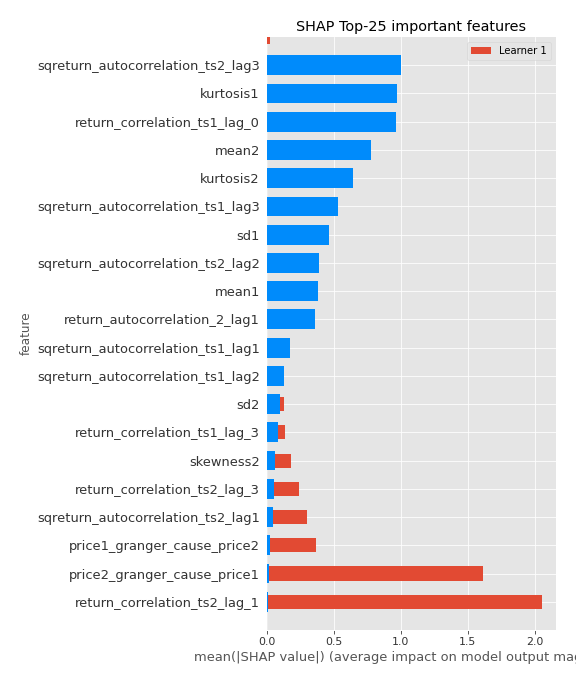 SHAP Top-25 important features
Learner 1
sqreturn_autocorrelation_ts2_lag3
kurtosis1
return_correlation_ts1_lag_0
mean2
kurtosis2
sqreturn_autocorrelation_ts1_lag3
sd1
sqreturn_autocorrelation_ts2_lag2
mean1
return_autocorrelation_2_lag1
sqreturn_autocorrelation_ts1_lag1
sqreturn_autocorrelation_ts1_lag2
sd2
return_correlation_ts1_lag_3
skewness2
return_correlation_ts2_lag_3
sqreturn_autocorrelation_ts2_lag1
price1_granger_cause_price2
price2_granger_cause_price1
return_correlation_ts2_lag_1
feature
0.0 0.5 1.0 1.5 2.0
mean(|SHAP value|) (average impact on model output mag